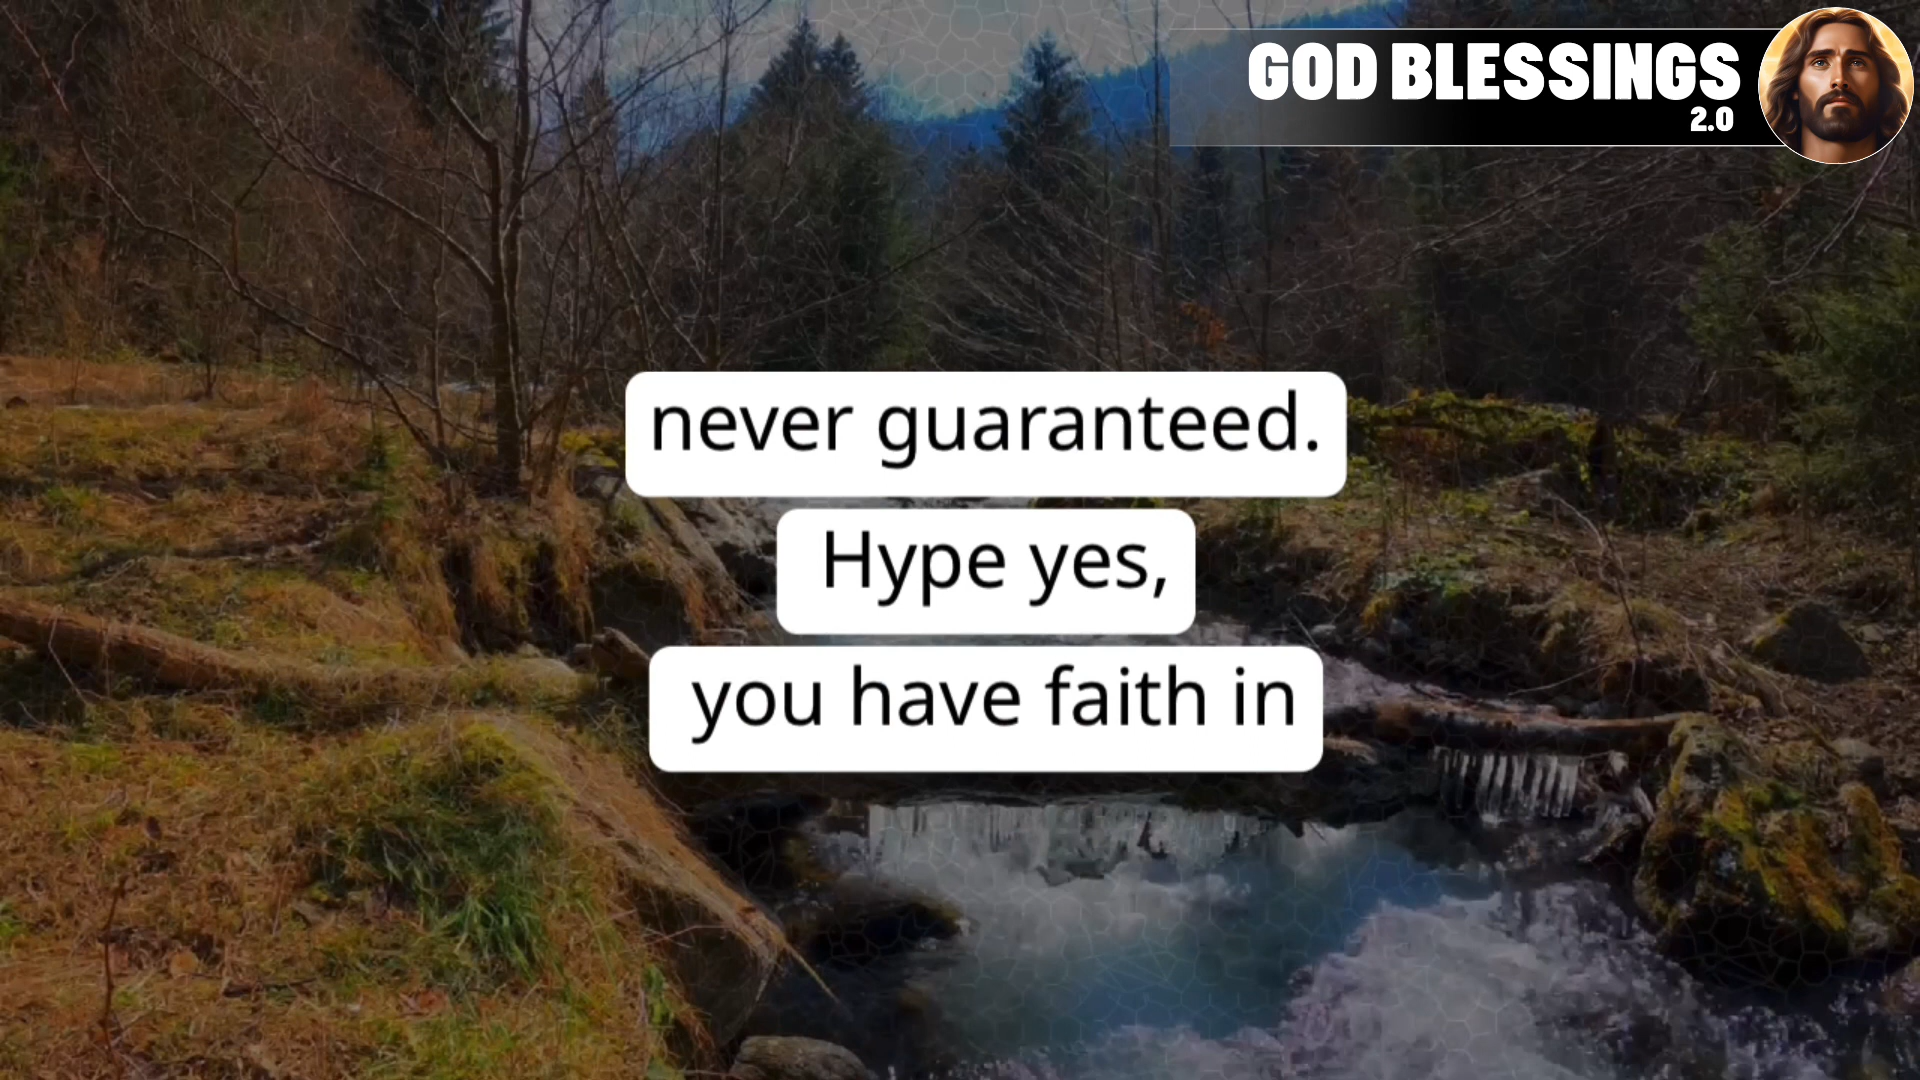 GOD BLESSINGS
2.0
never guaranteed.
Hype yes,
you have faith in